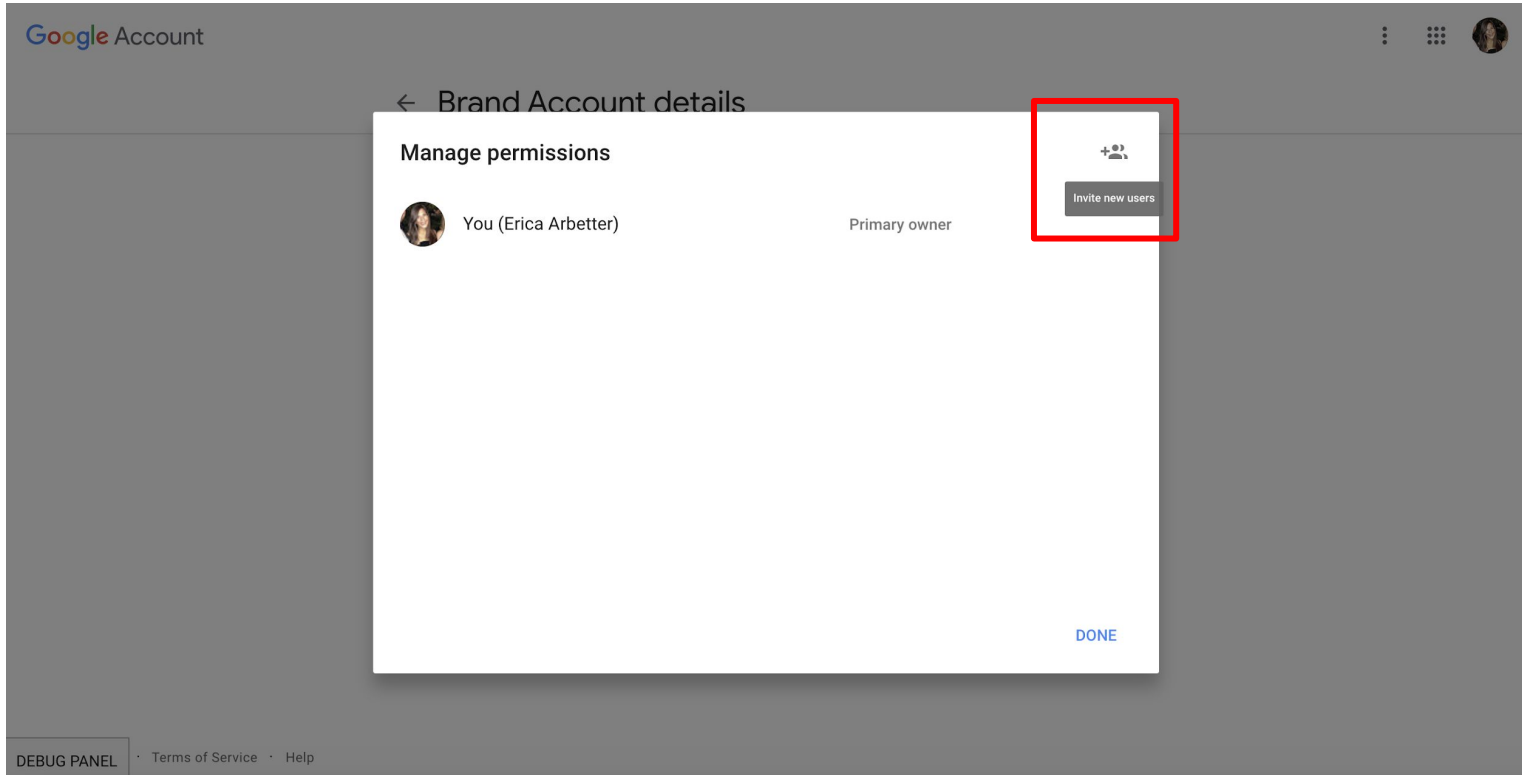 Google Account
Brand Account details
Manage permissions
Invite new users
You (Erica Arbetter)
Primary owner
DONE
DEBUG PANEL
· Terms of Service · Help